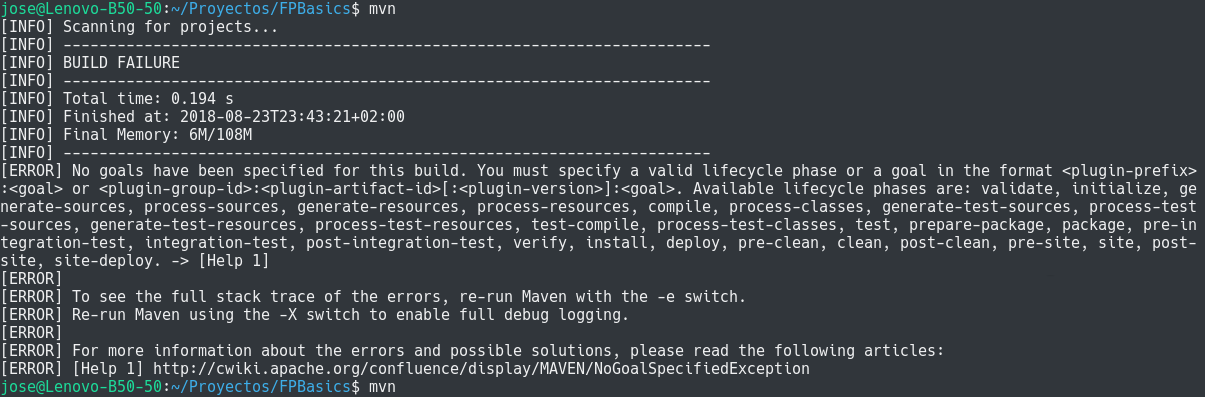 jose@Lenovo-B50-50:~/Proyectos/FPBasics$ mvn
[INFO] Scanning for projects...
[INFO] ------------------------------------------------------------------------
[INFO] BUILD FAILURE
[INFO] ------------------------------------------------------------------------
[INFO] Total time: 0.194 s
[INFO] Finished at: 2018-08-23T23:43:21+02:00
[INFO] Final Memory: 6M/108M
[INFO] ------------------------------------------------------------------------
[ERROR] No goals have been specified for this build. You must specify a valid lifecycle phase or a goal in the format <plugin-prefix>
:<goal> or <plugin-group-id>:<plugin-artifact-id>[:<plugin-version>]:<goal>. Available lifecycle phases are: validate, initialize, ge
nerate-sources, process-sources, generate-resources, process-resources, compile, process-classes, generate-test-sources, process-test
-sources, generate-test-resources, process-test-resources, test-compile, process-test-classes, test, prepare-package, package, pre-in
tegration-test, integration-test, post-integration-test, verify, install, deploy, pre-clean, clean, post-clean, pre-site, site, post-
site, site-deploy. -> [Help 1]
[ERROR]
[ERROR] To see the full stack trace of the errors, re-run Maven with the -e switch.
[ERROR] Re-run Maven using the -X switch to enable full debug logging.
[ERROR]
[ERROR] For more information about the errors and possible solutions, please read the following articles:
[ERROR] [Help 1] http://cwiki.apache.org/confluence/display/MAVEN/NoGoalSpecifiedException
jose@Lenovo-B50-50:~/Proyectos/FPBasics$ mvn